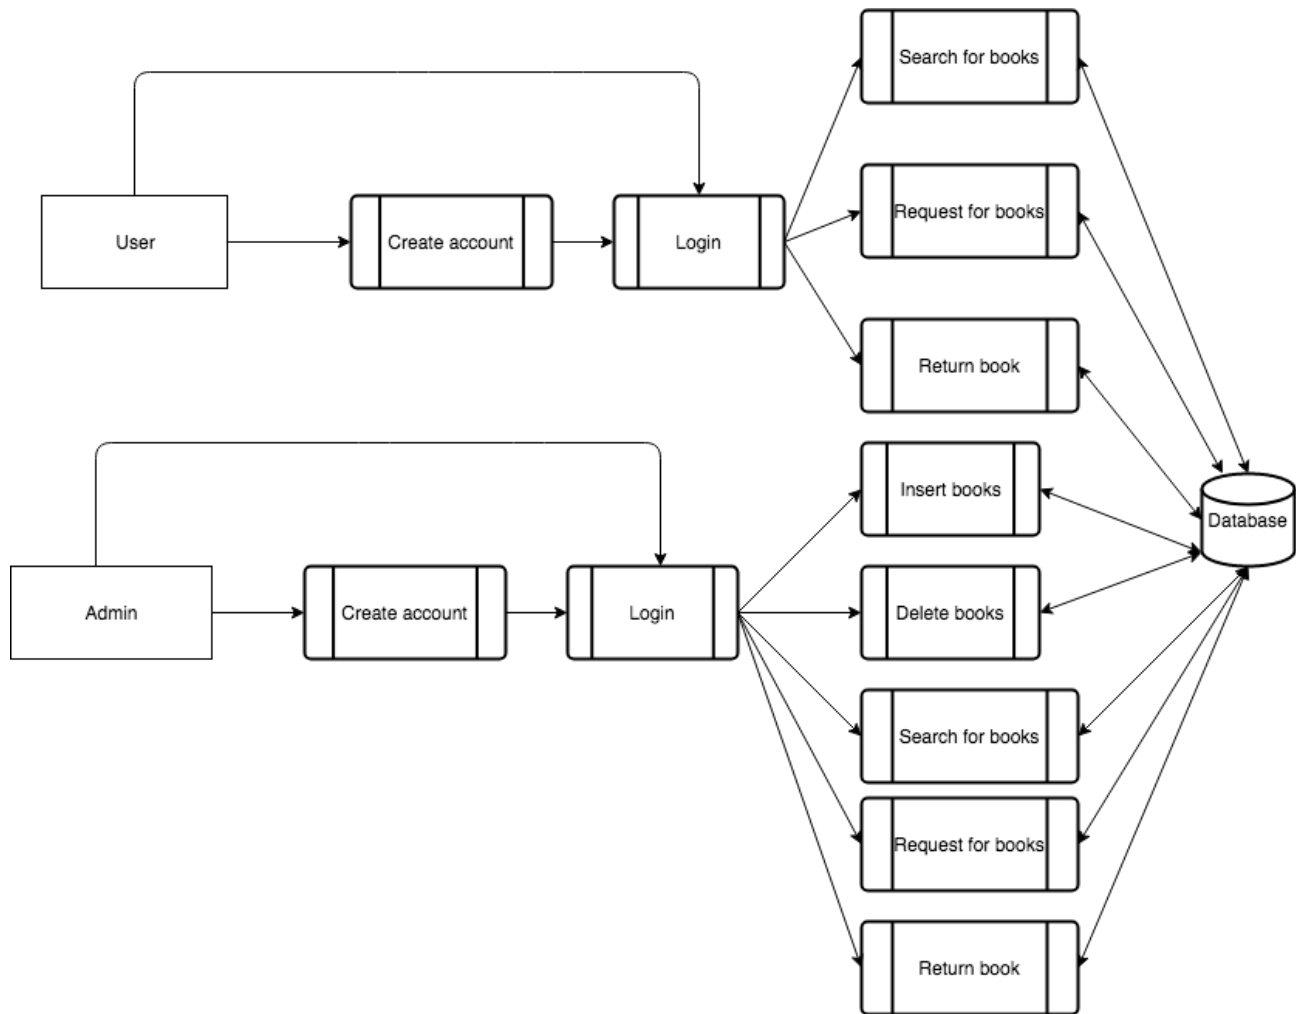 Search for books
Request for books
User
Create account
Login
Return book
Insert books
Database
Admin
Create account
Login
Delete books
Search for books
Request for books
Return book